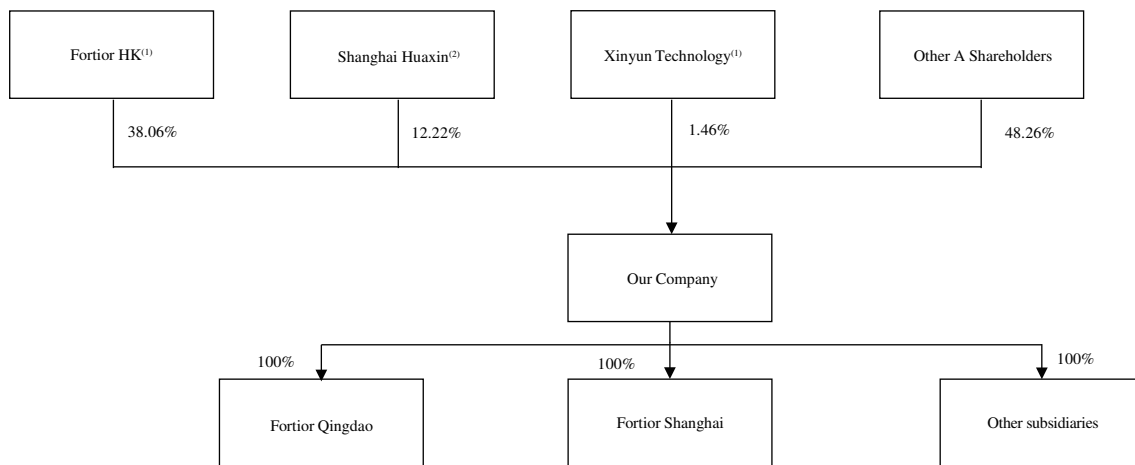 Fortior HK(1)
Shanghai Huaxin(2)
Xinyun Technology(1)
Other A Shareholders
38.06%
12.22%
1.46%
48.26%
Our Company
100%
100%
100%
Fortior Qingdao
Fortior Shanghai
Other subsidiaries